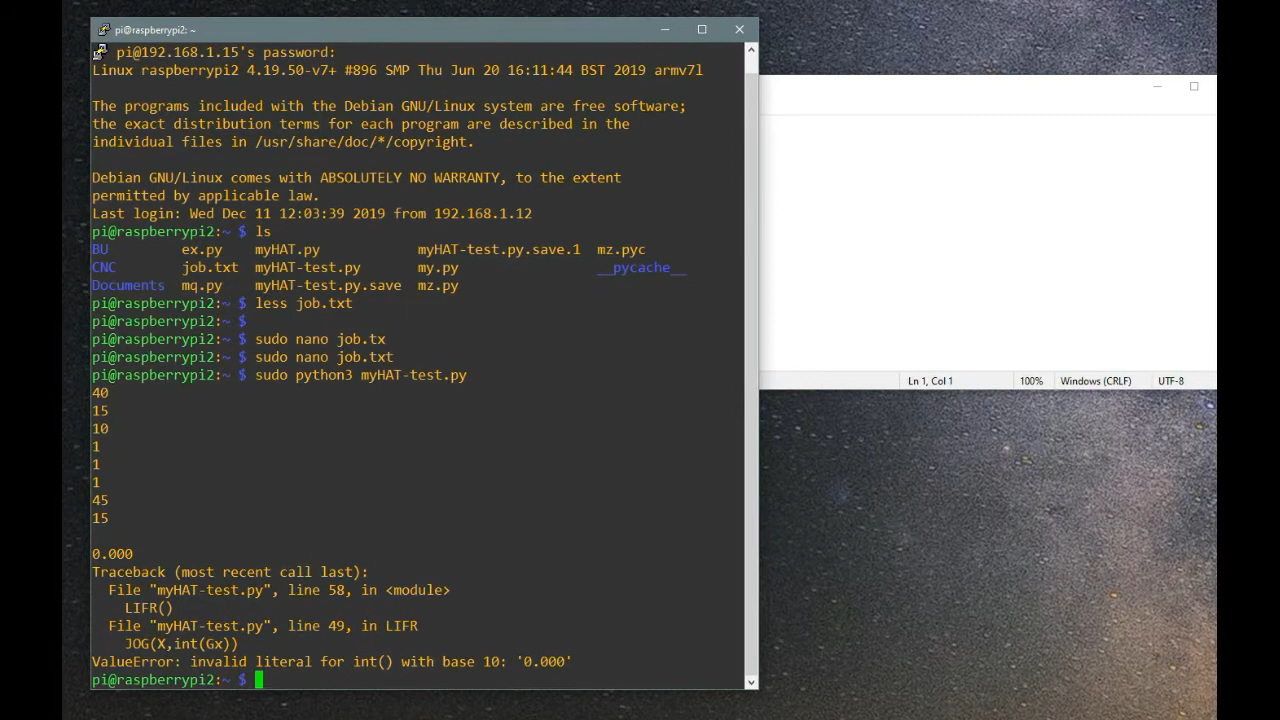 pi@raspberrypi2: ~
pi@192.168.1.15's password:
Linux raspberrypi2 4.19.50-v7+ #896 SMP Thu Jun 20 16:11:44 BST 2019 armv7l
The programs included with the Debian GNU/Linux system are free software;
the exact distribution terms for each program are described in the
individual files in /usr/share/doc/*/copyright.
Debian GNU/Linux comes with ABSOLUTELY NO WARRANTY, to the extent
permitted by applicable law.
Last login: Wed Dec 11 12:03:39 2019 from 192.168.1.12
pi@raspberrypi2:~ $ ls
BU ex.py myHAT.py myHAT-test.py.save.1 mz.pyc
CNC job.txt myHAT-test.py my.py __pycache__
Documents mq.py myHAT-test.py.save mz.py
pi@raspberrypi2:~ $ less job.txt
pi@raspberrypi2:~ $
pi@raspberrypi2:~ $ sudo nano job.tx
pi@raspberrypi2:~ $ sudo nano job.txt
pi@raspberrypi2:~ $ sudo python3 myHAT-test.py
40
15
10
1
1
1
45
15
0.000
Traceback (most recent call last):
File "myHAT-test.py", line 58, in <module>
LIFR()
File "myHAT-test.py", line 49, in LIFR
JOG(X,int(Gx))
ValueError: invalid literal for int() with base 10: '0.000'
pi@raspberrypi2:~ $
Ln 1, Col 1 100% Windows (CRLF) UTF-8